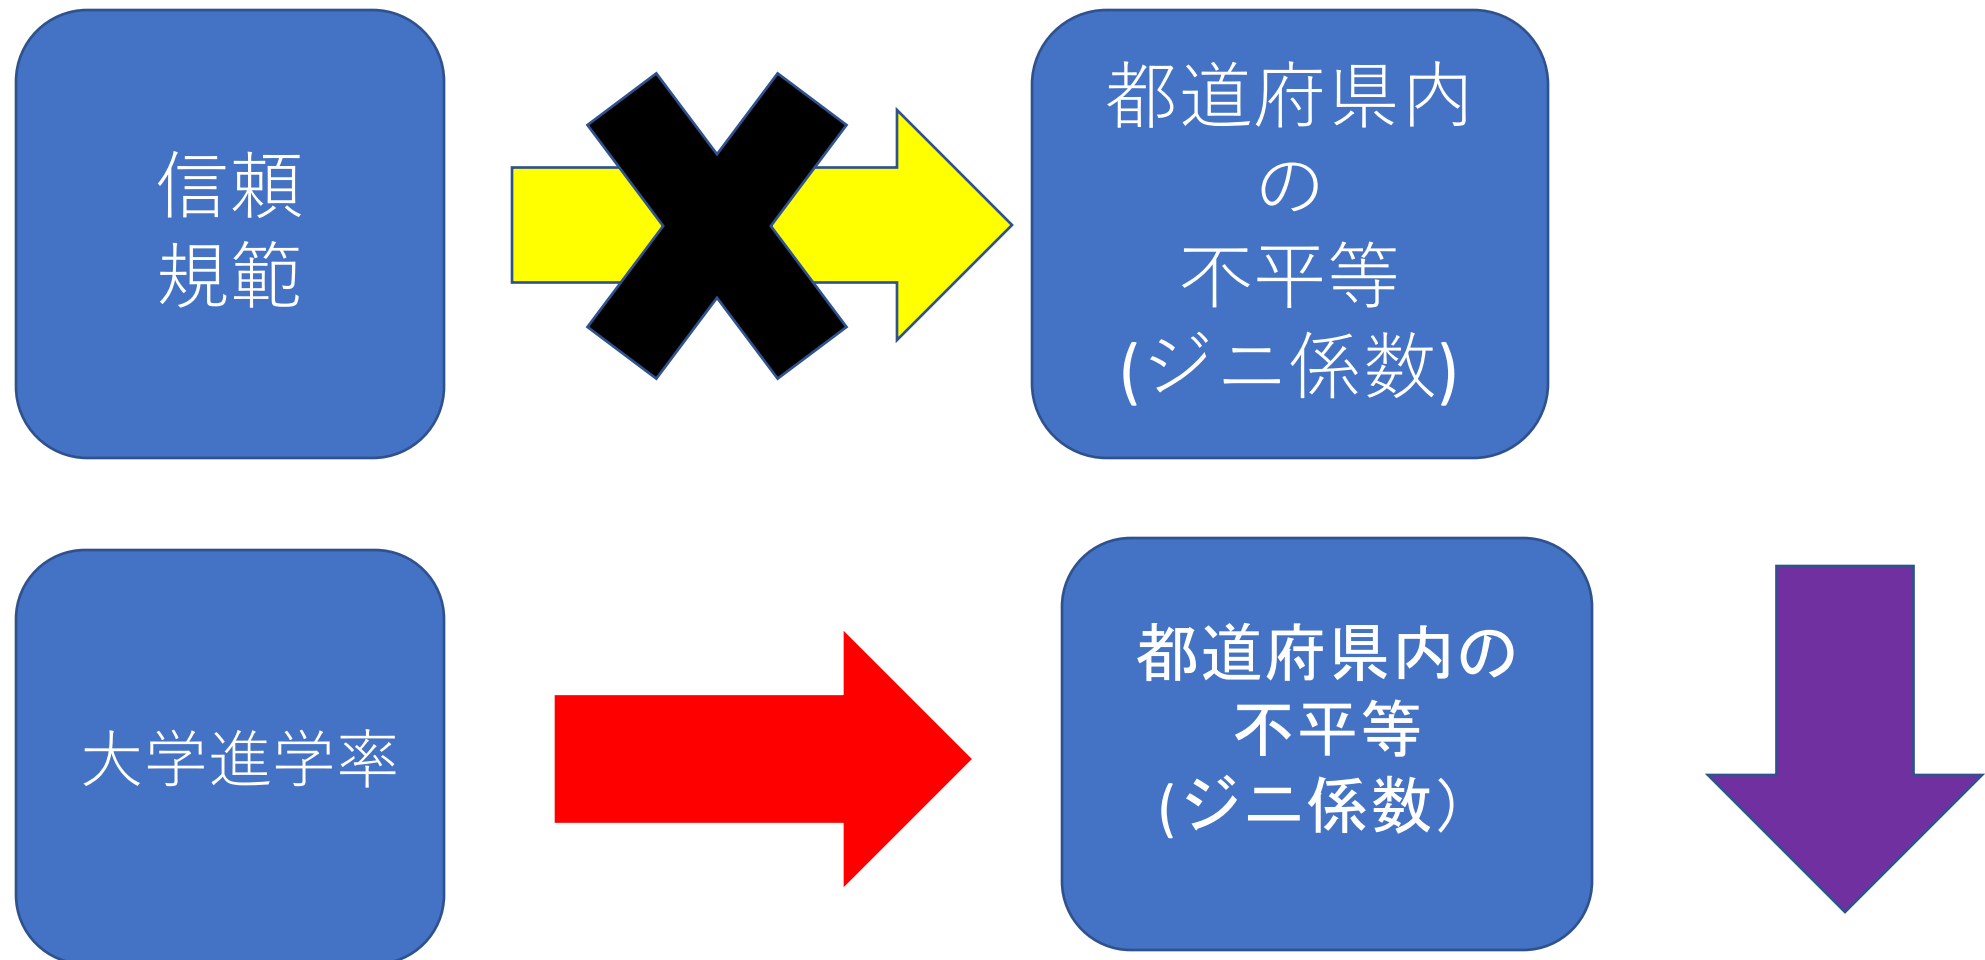 信頼
規範
都道府県内
の
不平等
(ジニ係数)
大学進学率
都道府県内の
不平等
(ジニ係数）